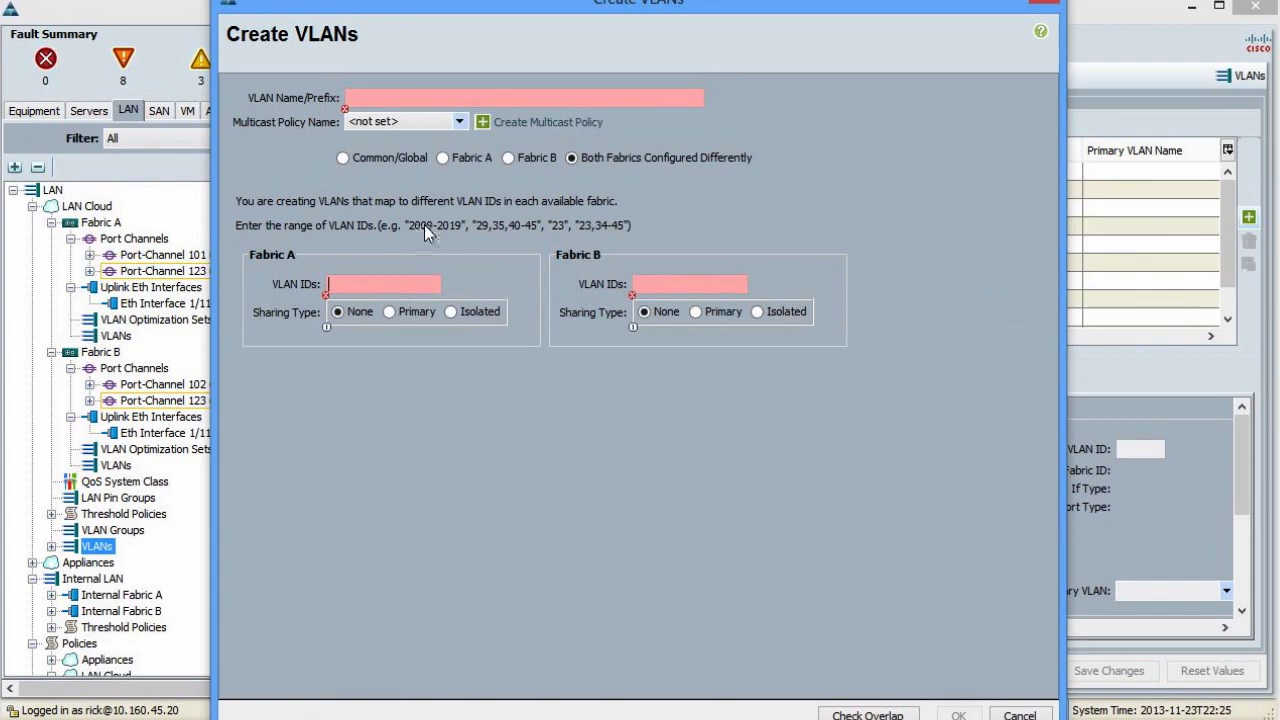 Create VLANs
Fault Summary
0
8
3
Equipment
Servers
LAN
SAN
VM
Filter:
All
LAN
LAN Cloud
Fabric A
Port Channels
Port-Channel 101
Port-Channel 123
Uplink Eth Interfaces
Eth Interface 1/11
VLAN Optimization Sets
VLANs
Fabric B
Port Channels
Port-Channel 102
Port-Channel 123
Uplink Eth Interfaces
Eth Interface 1/11
VLAN Optimization Sets
VLANs
QoS System Class
LAN Pin Groups
Threshold Policies
VLAN Groups
VLANs
Appliances
Internal LAN
Internal Fabric A
Internal Fabric B
Threshold Policies
Policies
Appliances
LAN Cloud
Logged in as rick@10.160.45.20
Create VLANs
VLAN Name/Prefix:
Multicast Policy Name:
<not set>
Create Multicast Policy
Common/Global
Fabric A
Fabric B
Both Fabrics Configured Differently
You are creating VLANs that map to different VLAN IDs in each available fabric.
Enter the range of VLAN IDs.(e.g. "2009-2019", "29,35,40-45", "23", "23,34-45")
Fabric A
VLAN IDs:
Sharing Type:
None
Primary
Isolated
Fabric B
VLAN IDs:
Sharing Type:
None
Primary
Isolated
Check Overlap
OK
Cancel
CISCO
VLANs
Primary VLAN Name
VLAN ID:
Fabric ID:
If Type:
ort Type:
ry VLAN:
Save Changes
Reset Values
System Time: 2013-11-23T22:25